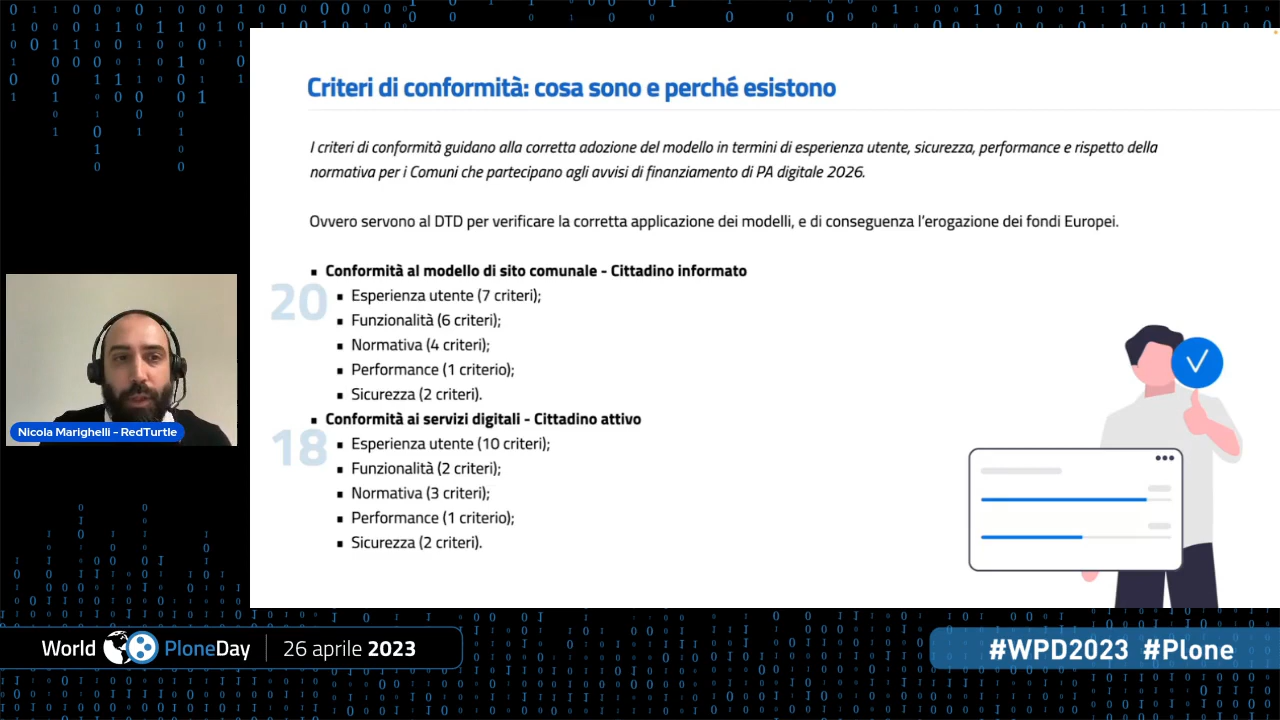 Criteri di conformità: cosa sono e perché esistono
I criteri di conformità guidano alla corretta adozione del modello in termini di esperienza utente, sicurezza, performance e rispetto della
normativa per i Comuni che partecipano agli avvisi di finanziamento di PA digitale 2026.
Ovvero servono al DTD per verificare la corretta applicazione dei modelli, e di conseguenza l'erogazione dei fondi Europei.
▪ Conformità al modello di sito comunale - Cittadino informato
20
▪ Esperienza utente (7 criteri);
▪ Funzionalità (6 criteri);
▪ Normativa (4 criteri);
▪ Performance (1 criterio);
▪ Sicurezza (2 criteri).
▪ Conformità ai servizi digitali - Cittadino attivo
18
▪ Esperienza utente (10 criteri);
▪ Funzionalità (2 criteri);
▪ Normativa (3 criteri);
▪ Performance (1 criterio);
▪ Sicurezza (2 criteri).
Nicola Marighelli - RedTurtle
World PloneDay | 26 aprile 2023
#WPD2023 #Plone